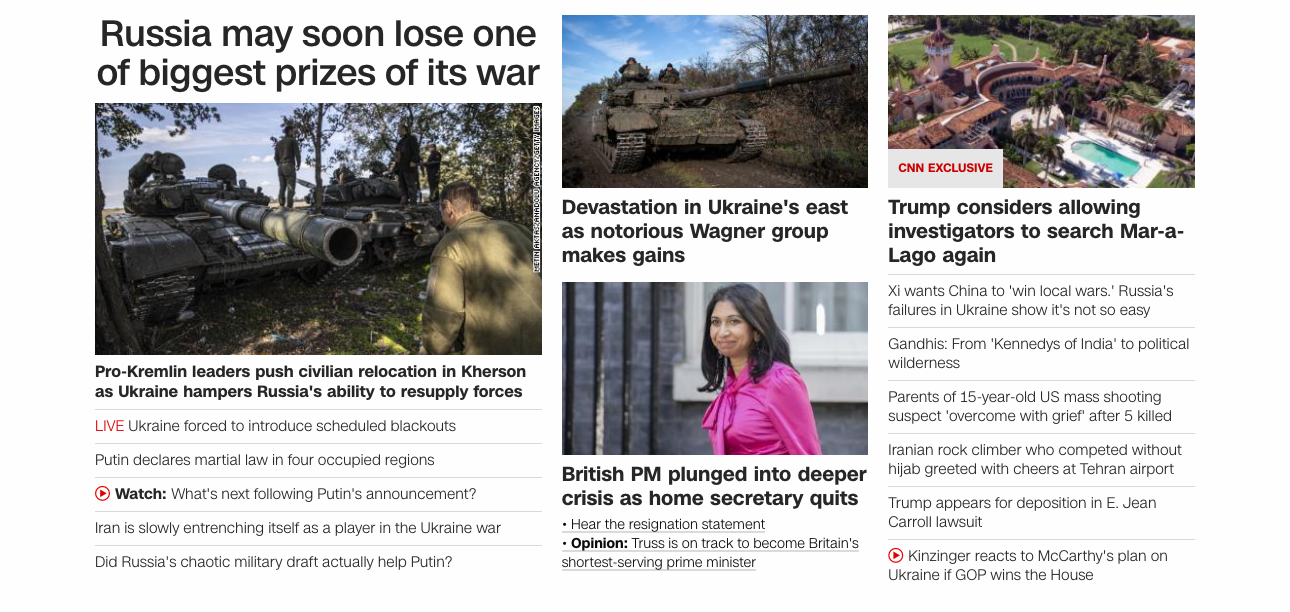 Russia may soon lose one
of biggest prizes of its war
METIN AKTAS/ANADOLU AGENCY/GETTY IMAGES
Pro-Kremlin leaders push civilian relocation in Kherson
as Ukraine hampers Russia's ability to resupply forces
LIVE Ukraine forced to introduce scheduled blackouts
Putin declares martial law in four occupied regions
Watch: What's next following Putin's announcement?
Iran is slowly entrenching itself as a player in the Ukraine war
Did Russia's chaotic military draft actually help Putin?
Devastation in Ukraine's east
as notorious Wagner group
makes gains
British PM plunged into deeper
crisis as home secretary quits
• Hear the resignation statement
• Opinion: Truss is on track to become Britain's
shortest-serving prime minister
CNN EXCLUSIVE
Trump considers allowing
investigators to search Mar-a-
Lago again
Xi wants China to 'win local wars.' Russia's
failures in Ukraine show it's not so easy
Gandhis: From 'Kennedys of India' to political
wilderness
Parents of 15-year-old US mass shooting
suspect 'overcome with grief' after 5 killed
Iranian rock climber who competed without
hijab greeted with cheers at Tehran airport
Trump appears for deposition in E. Jean
Carroll lawsuit
Kinzinger reacts to McCarthy's plan on
Ukraine if GOP wins the House